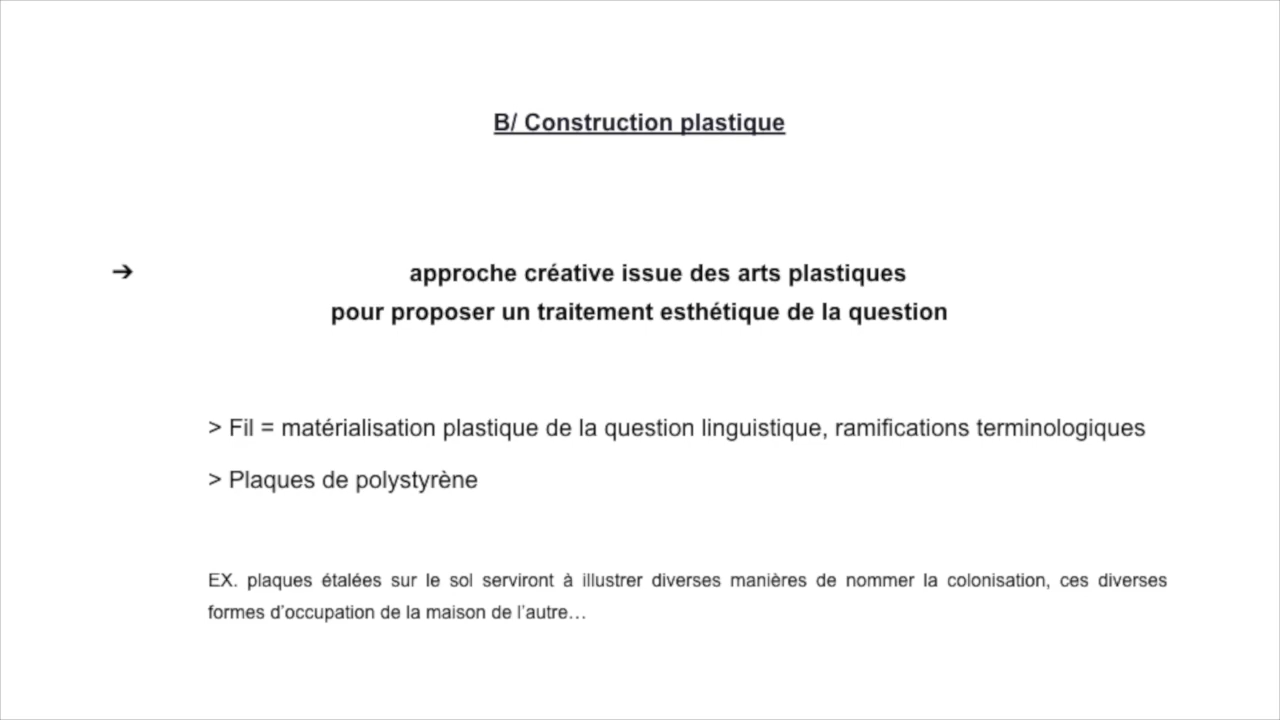 B/ Construction plastique
➔ approche créative issue des arts plastiques
pour proposer un traitement esthétique de la question
> Fil = matérialisation plastique de la question linguistique, ramifications terminologiques
> Plaques de polystyrène
EX. plaques étalées sur le sol serviront à illustrer diverses manières de nommer la colonisation, ces diverses
formes d’occupation de la maison de l’autre…